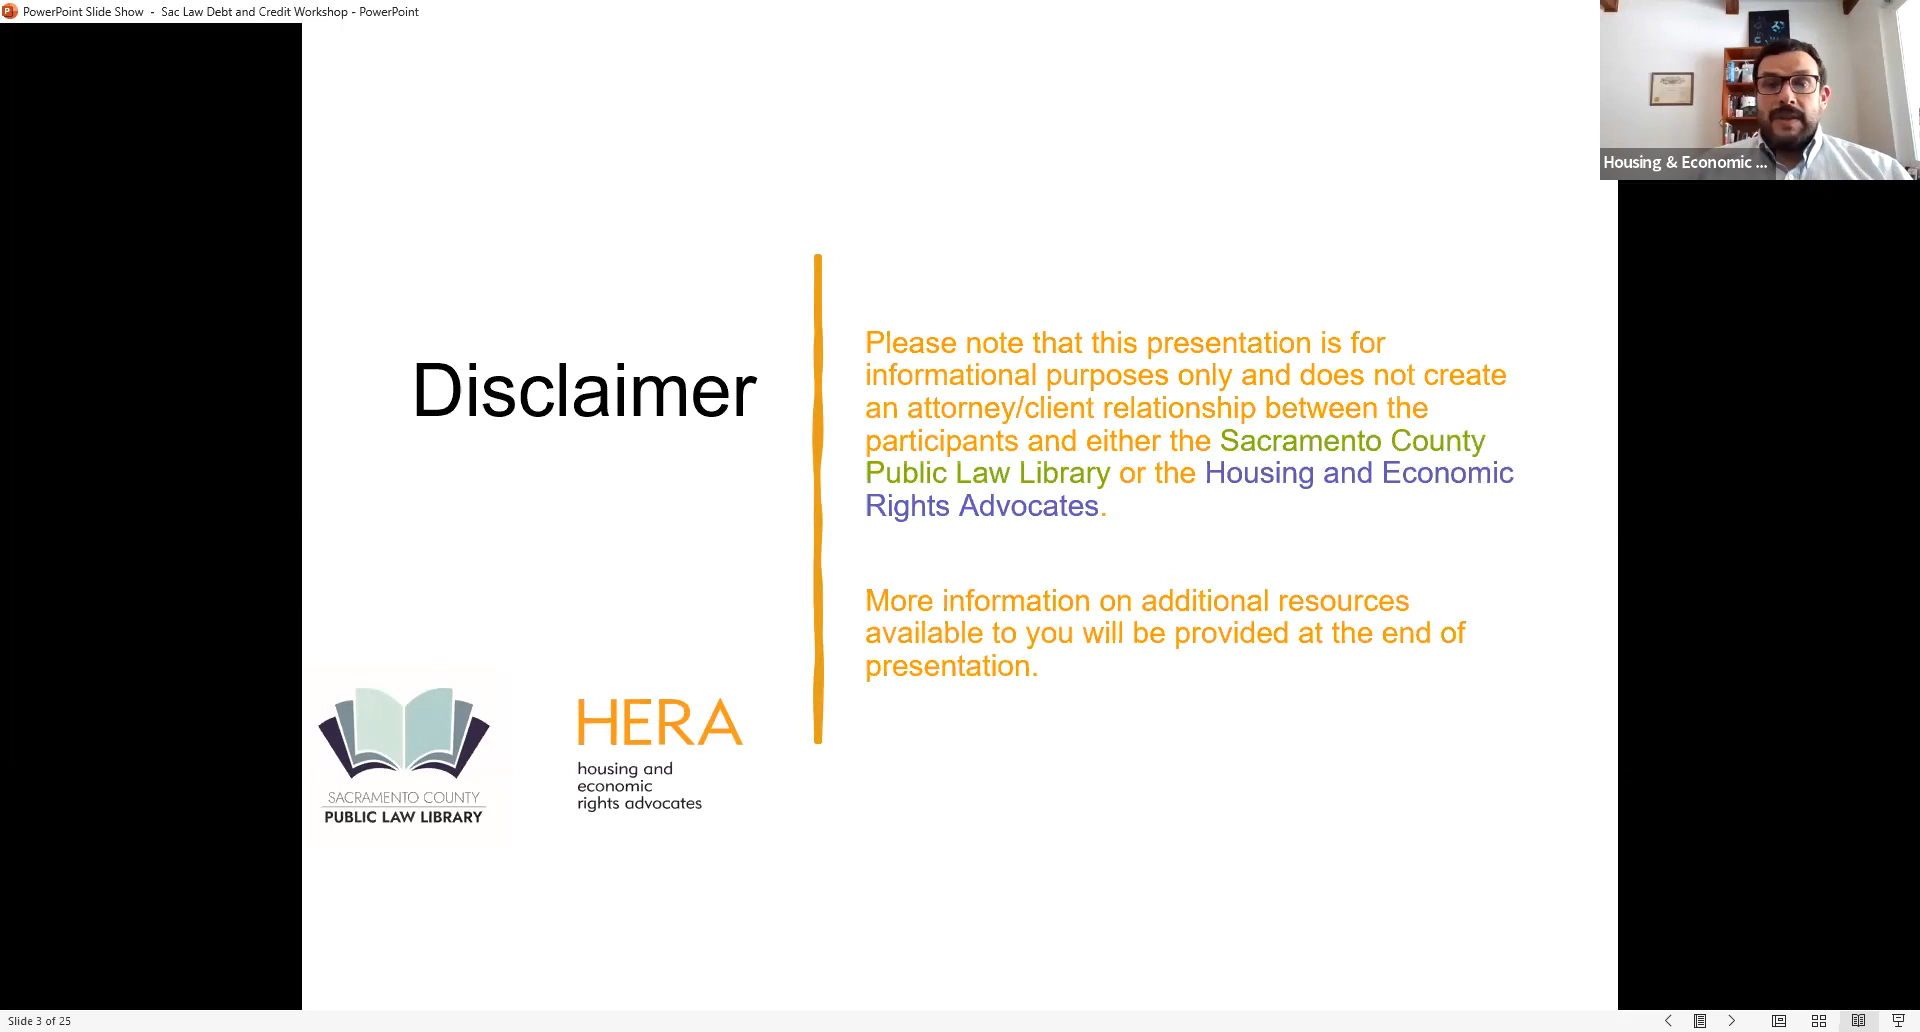 PowerPoint Slide Show - Sac Law Debt and Credit Workshop - PowerPoint
Housing & Economic ...
Disclaimer
Please note that this presentation is for
informational purposes only and does not create
an attorney/client relationship between the
participants and either the Sacramento County
Public Law Library or the Housing and Economic
Rights Advocates.
More information on additional resources
available to you will be provided at the end of
presentation.
SACRAMENTO COUNTY
PUBLIC LAW LIBRARY
HERA
housing and
economic
rights advocates
Slide 3 of 25